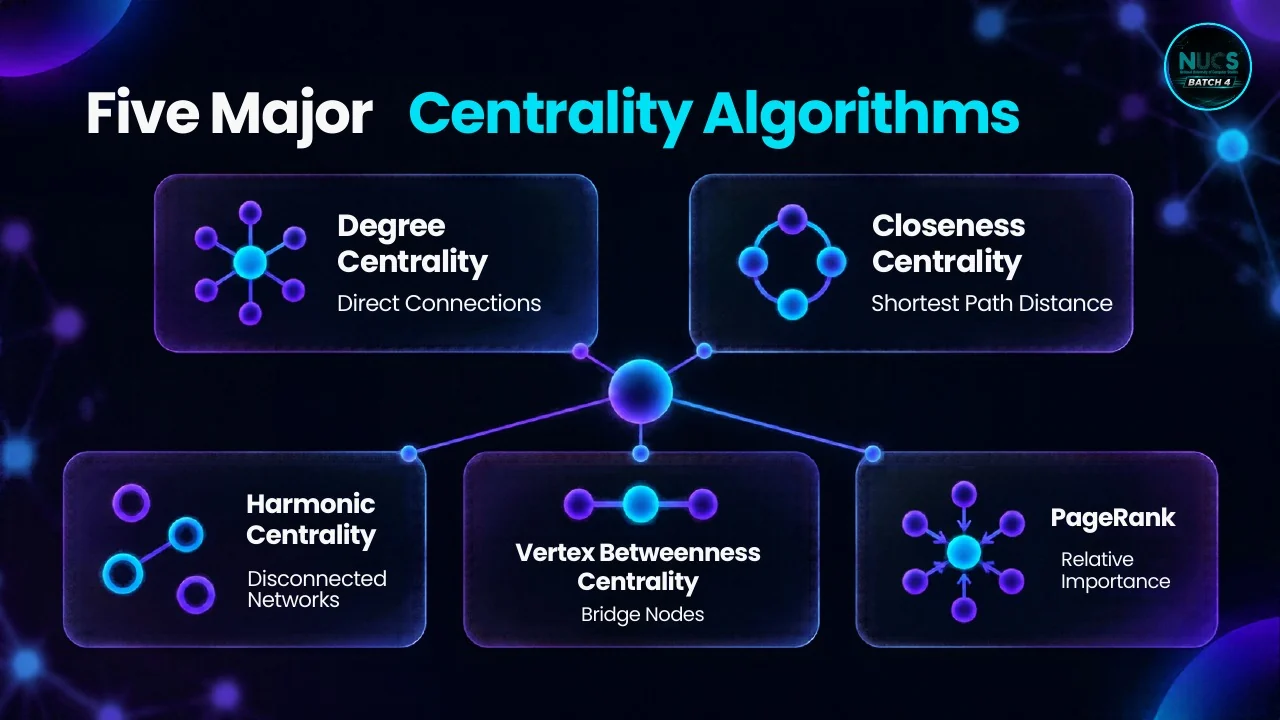 NUCS
BATCH 4
Five Major Centrality Algorithms
Degree
Centrality
Direct Connections
Closeness
Centrality
Shortest Path Distance
Harmonic
Centrality
Disconnected
Networks
Vertex Betweenness
Centrality
Bridge Nodes
PageRank
Relative
Importance